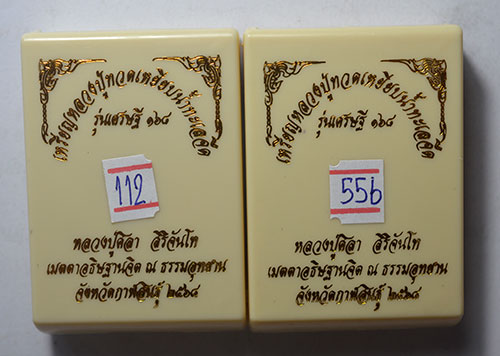 เหรียญหลวงปู่ทวดเหยียบน้ำทะเลจืด
รุ่นเศรษฐี ๑๖๘
112
หลวงปู่ศิลา สิริจันโท
เมตตาอธิษฐานจิต ณ ธรรมอุทยาน
จังหวัดกาฬสินธุ์ ๒๕๖๔
เหรียญหลวงปู่ทวดเหยียบน้ำทะเลจืด
รุ่นเศรษฐี ๑๖๘
556
หลวงปู่ศิลา สิริจันโท
เมตตาอธิษฐานจิต ณ ธรรมอุทยาน
จังหวัดกาฬสินธุ์ ๒๕๖๔